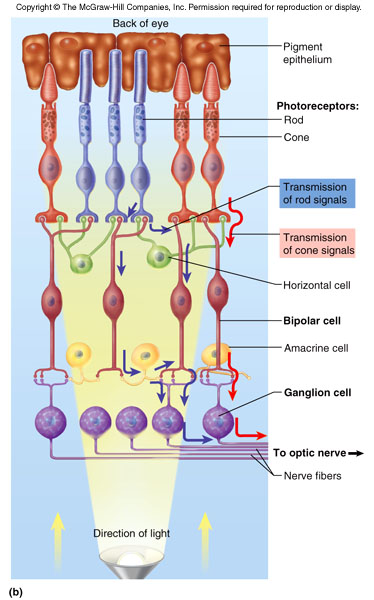 Copyright © The McGraw-Hill Companies, Inc. Permission required for reproduction or display.
Back of eye
Pigment
epithelium
Photoreceptors:
Rod
Cone
Transmission
of rod signals
Transmission
of cone signals
Horizontal cell
Bipolar cell
Amacrine cell
Ganglion cell
To optic nerve
Nerve fibers
Direction of light
(b)